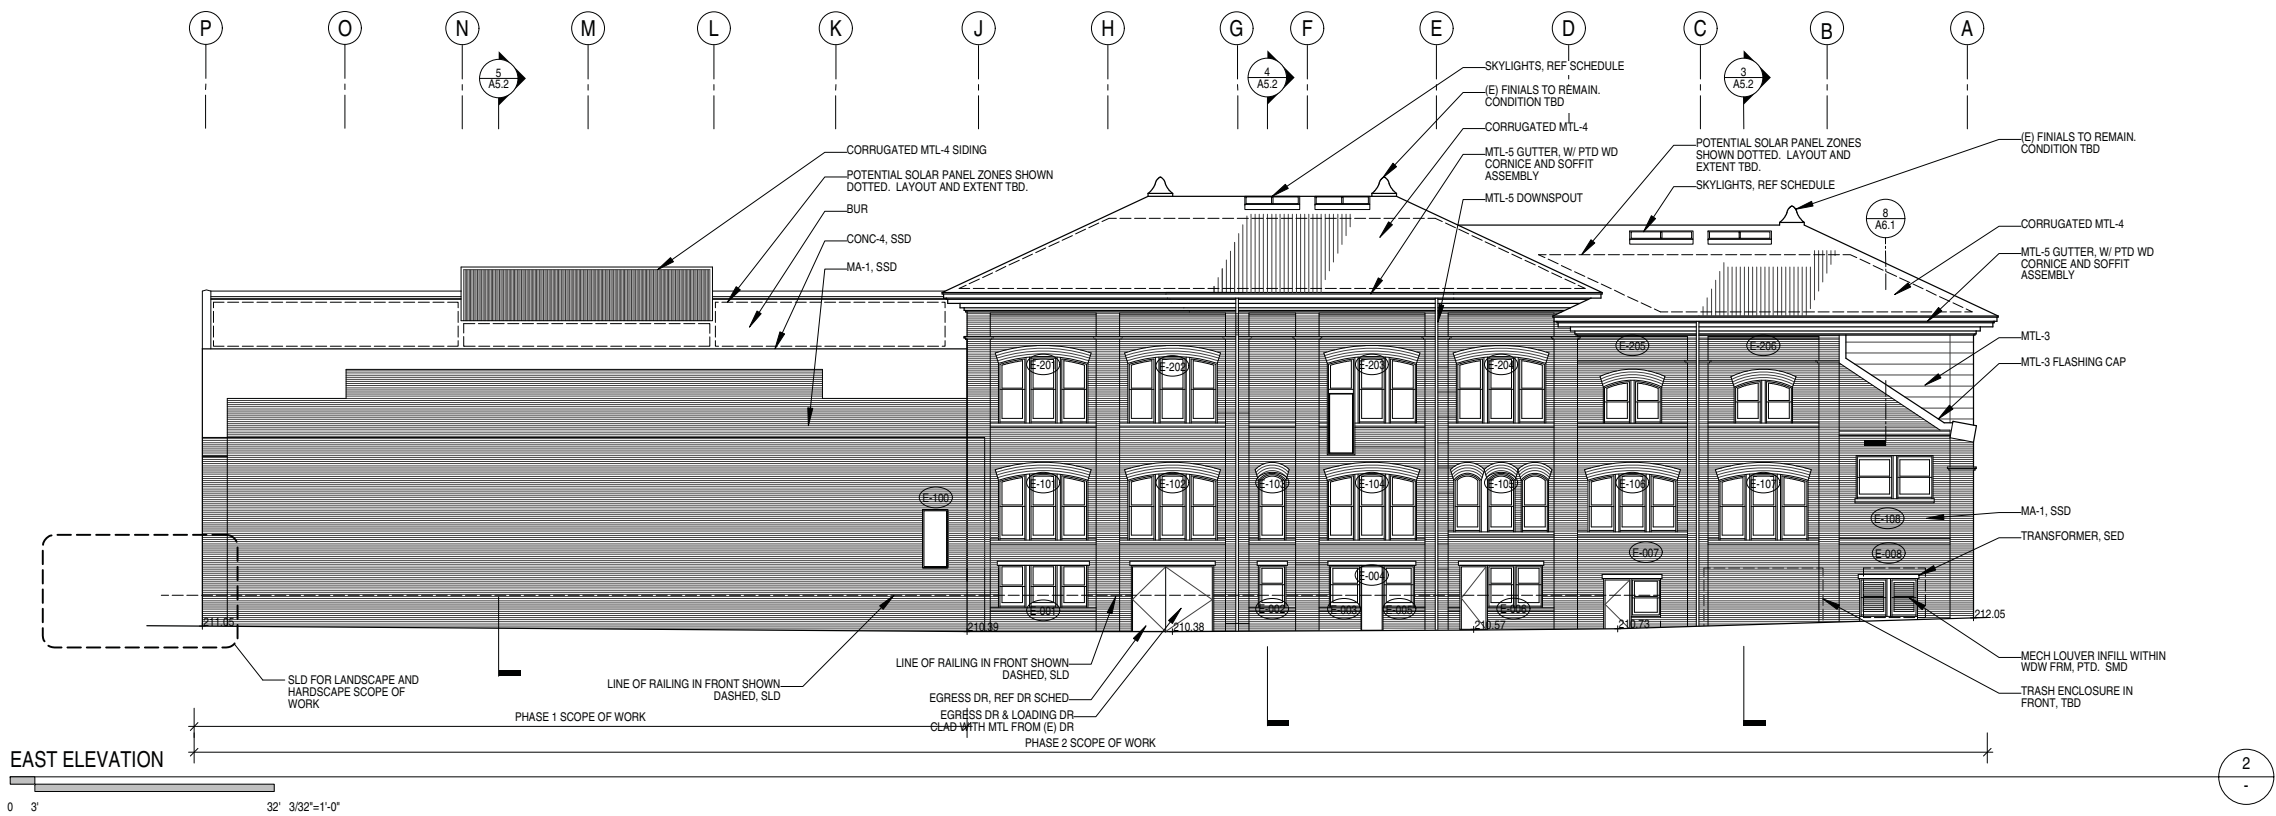 P O N M L K J H G F E D C B A
5
A5.2
4
A5.2
3
A5.2
SKYLIGHTS, REF SCHEDULE
(E) FINIALS TO REMAIN.
CONDITION TBD
CORRUGATED MTL-4
MTL-5 GUTTER, W/ PTD WD
CORNICE AND SOFFIT
ASSEMBLY
MTL-5 DOWNSPOUT
CORRUGATED MTL-4 SIDING
POTENTIAL SOLAR PANEL ZONES SHOWN
DOTTED. LAYOUT AND EXTENT TBD.
BUR
CONC-4, SSD
MA-1, SSD
POTENTIAL SOLAR PANEL ZONES
SHOWN DOTTED. LAYOUT AND
EXTENT TBD.
SKYLIGHTS, REF SCHEDULE
8
A6.1
(E) FINIALS TO REMAIN.
CONDITION TBD
CORRUGATED MTL-4
MTL-5 GUTTER, W/ PTD WD
CORNICE AND SOFFIT
ASSEMBLY
MTL-3
MTL-3 FLASHING CAP
MA-1, SSD
TRANSFORMER, SED
MECH LOUVER INFILL WITHIN
WDW FRM, PTD. SMD
TRASH ENCLOSURE IN
FRONT, TBD
E-201 E-202 E-203 E-204 E-205 E-206
E-100 E-101 E-102 E-103 E-104 E-105 E-106 E-107 E-108
E-007 E-008
E-004
E-001 E-002 E-003 E-005 E-006
211.05 210.39 210.38 210.57 210.73 212.05
SLD FOR LANDSCAPE AND
HARDSCAPE SCOPE OF
WORK
LINE OF RAILING IN FRONT SHOWN
DASHED, SLD
LINE OF RAILING IN FRONT SHOWN
DASHED, SLD
EGRESS DR, REF DR SCHED
EGRESS DR & LOADING DR
CLAD WITH MTL FROM (E) DR
PHASE 1 SCOPE OF WORK
PHASE 2 SCOPE OF WORK
EAST ELEVATION
0 3' 32' 3/32"=1'-0"
2
-